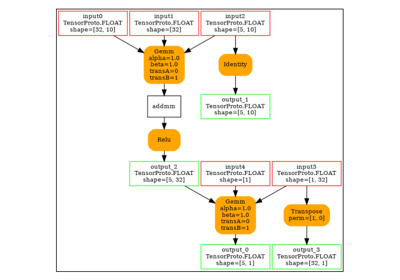 input0
TensorProto.FLOAT
shape=[32, 10]
input1
TensorProto.FLOAT
shape=[32]
input2
TensorProto.FLOAT
shape=[5, 10]
Gemm
alpha=1.0
beta=1.0
transA=0
transB=1
Identity
addmm
output_1
TensorProto.FLOAT
shape=[5, 10]
Relu
output_2
TensorProto.FLOAT
shape=[5, 32]
input4
TensorProto.FLOAT
shape=[1]
input3
TensorProto.FLOAT
shape=[1, 32]
Gemm
alpha=1.0
beta=1.0
transA=0
transB=1
Transpose
perm=[1, 0]
output_0
TensorProto.FLOAT
shape=[5, 1]
output_3
TensorProto.FLOAT
shape=[32, 1]